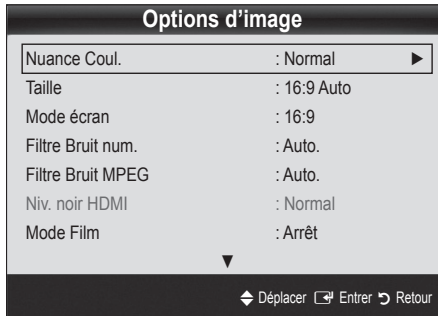 Options d'image
Nuance Coul. : Normal ►
Taille : 16:9 Auto
Mode écran : 16:9
Filtre Bruit num. : Auto.
Filtre Bruit MPEG : Auto.
Niv. noir HDMI : Normal
Mode Film : Arrêt
▼
Déplacer Entrer Retour